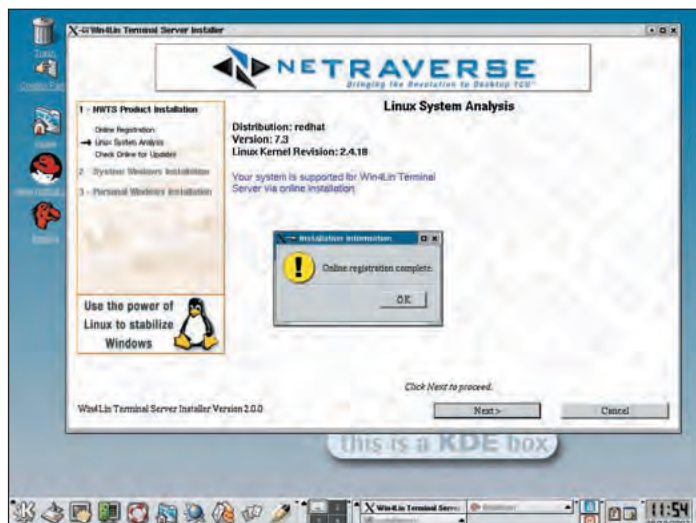 Win4Lin Terminal Server Installer
Trash
NETRAVERSE
Bringing the Revolution to Desktop TCO
Linux System Analysis
1 - NWTS Product Installation
Online Registration
Linux System Analysis
Check Online for Updates
2 - System Windows Installation
3 - Personal Windows Installation
Distribution: redhat
Version: 7.3
Linux Kernel Revision: 2.4.18
Your system is supported for Win4Lin Terminal
Server via online installation
Installation Information
Online registration complete.
OK
Use the power of
Linux to stabilize
Windows
Click Next to proceed.
Win4Lin Terminal Server Installer Version 2.0.0
Next >
Cancel
this is a KDE box
Win4Lin Terminal Serve
11:54